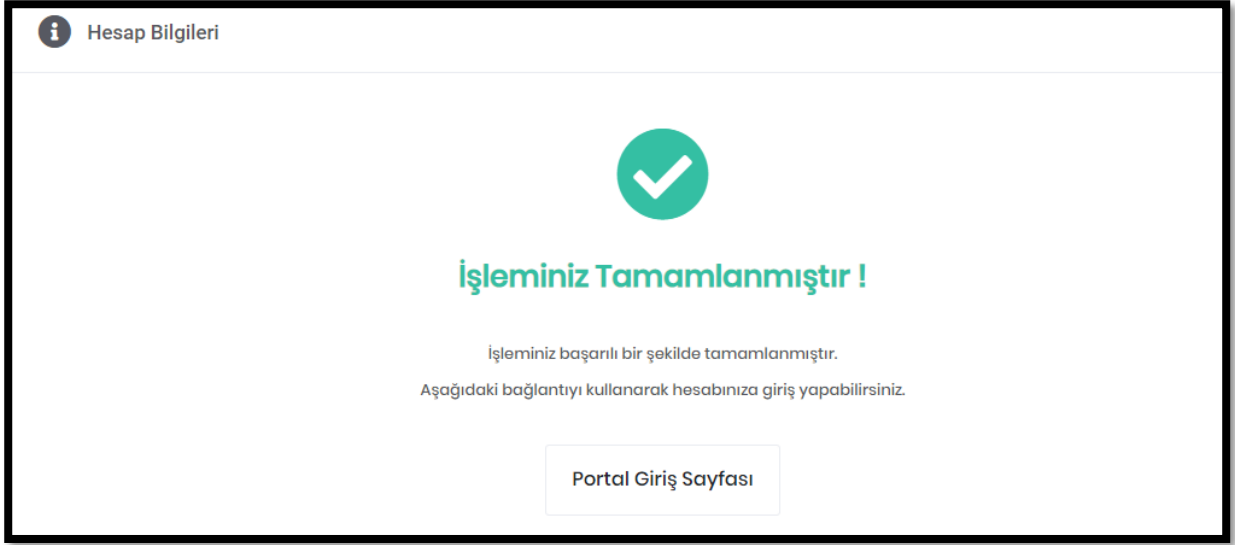 Hesap Bilgileri
İşleminiz Tamamlanmıştır !
İşleminiz başarılı bir şekilde tamamlanmıştır.
Aşağıdaki bağlantıyı kullanarak hesabınıza giriş yapabilirsiniz.
Portal Giriş Sayfası